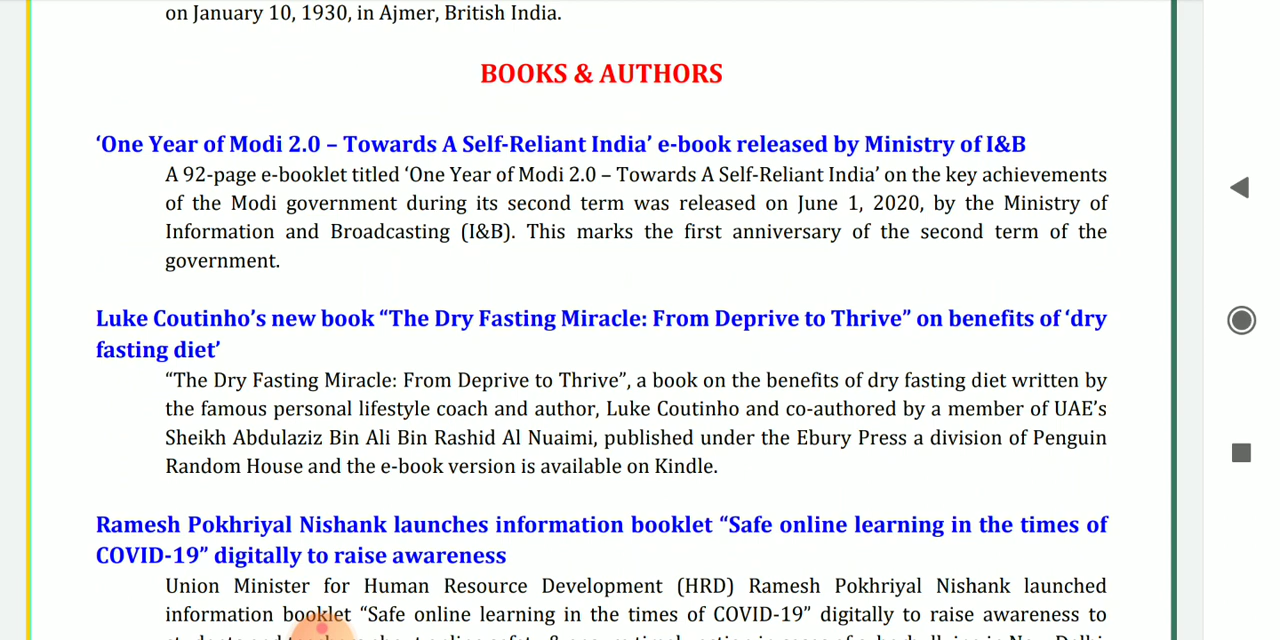 on January 10, 1930, in Ajmer, British India.
BOOKS & AUTHORS
‘One Year of Modi 2.0 – Towards A Self-Reliant India’ e-book released by Ministry of I&B
A 92-page e-booklet titled ‘One Year of Modi 2.0 – Towards A Self-Reliant India’ on the key achievements
of the Modi government during its second term was released on June 1, 2020, by the Ministry of
Information and Broadcasting (I&B). This marks the first anniversary of the second term of the
government.
Luke Coutinho’s new book “The Dry Fasting Miracle: From Deprive to Thrive” on benefits of ‘dry
fasting diet’
“The Dry Fasting Miracle: From Deprive to Thrive”, a book on the benefits of dry fasting diet written by
the famous personal lifestyle coach and author, Luke Coutinho and co-authored by a member of UAE’s
Sheikh Abdulaziz Bin Ali Bin Rashid Al Nuaimi, published under the Ebury Press a division of Penguin
Random House and the e-book version is available on Kindle.
Ramesh Pokhriyal Nishank launches information booklet “Safe online learning in the times of
COVID-19” digitally to raise awareness
Union Minister for Human Resource Development (HRD) Ramesh Pokhriyal Nishank launched
information booklet “Safe online learning in the times of COVID-19” digitally to raise awareness to